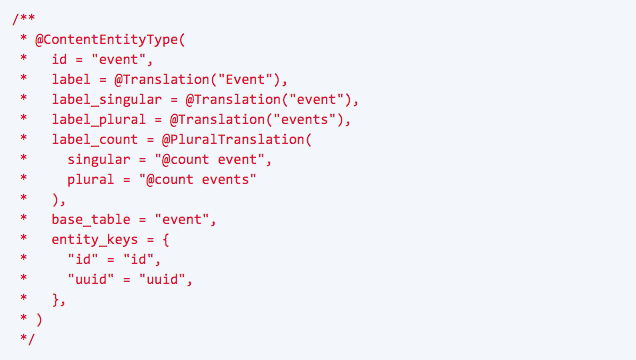 /**
 * @ContentEntityType(
 *   id = "event",
 *   label = @Translation("Event"),
 *   label_singular = @Translation("event"),
 *   label_plural = @Translation("events"),
 *   label_count = @PluralTranslation(
 *     singular = "@count event",
 *     plural = "@count events"
 *   ),
 *   base_table = "event",
 *   entity_keys = {
 *     "id" = "id",
 *     "uuid" = "uuid",
 *   },
 * )
 */